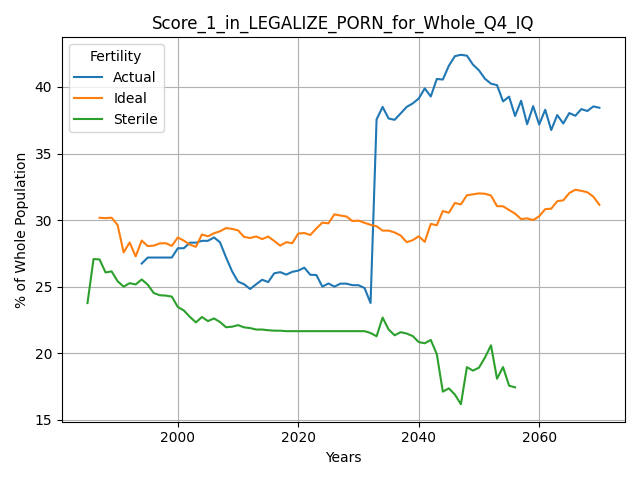 Score_1_in_LEGALIZE_PORN_for_Whole_Q4_IQ
Fertility
Actual
Ideal
Sterile
% of Whole Population
40
35
30
25
20
15
2000 2020 2040 2060
Years